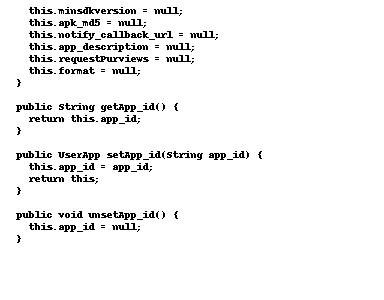 this.minsdkversion = null;
this.apk_md5 = null;
this.notify_callback_url = null;
this.app_description = null;
this.requestPurviews = null;
this.format = null;
}
public String getApp_id() {
return this.app_id;
}
public UserApp setApp_id(String app_id) {
this.app_id = app_id;
return this;
}
public void unsetApp_id() {
this.app_id = null;
}